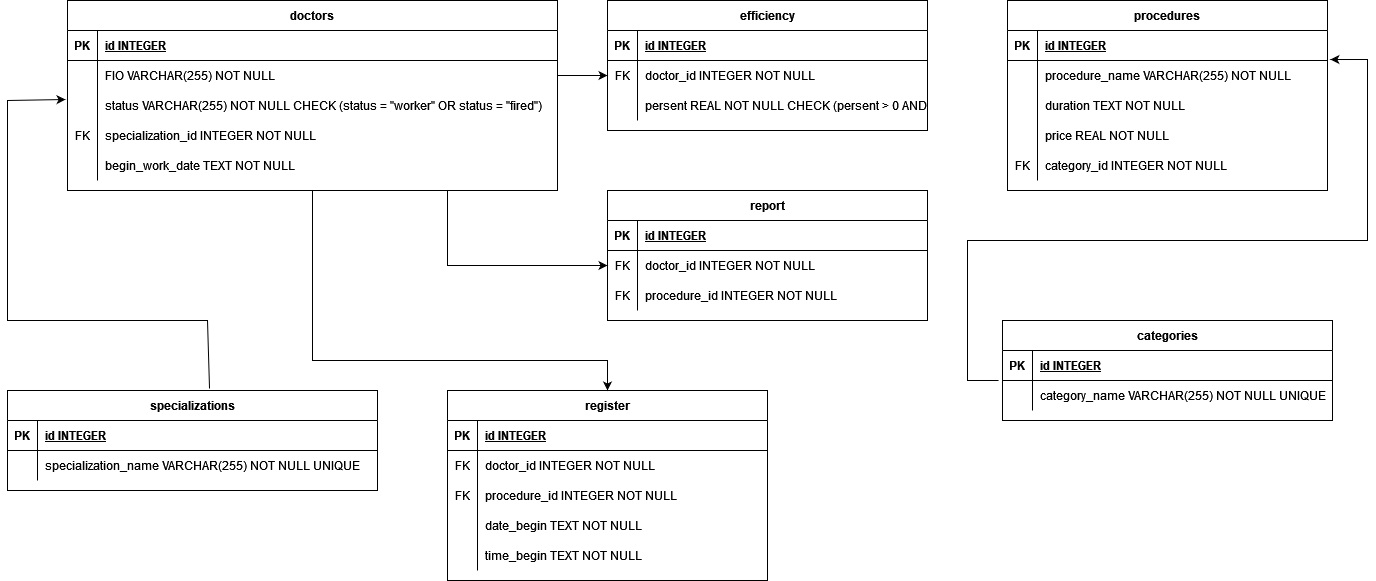 doctors
PK id INTEGER
FIO VARCHAR(255) NOT NULL
status VARCHAR(255) NOT NULL CHECK (status = "worker" OR status = "fired")
FK specialization_id INTEGER NOT NULL
begin_work_date TEXT NOT NULL
efficiency
PK id INTEGER
FK doctor_id INTEGER NOT NULL
persent REAL NOT NULL CHECK (persent > 0 AND
procedures
PK id INTEGER
procedure_name VARCHAR(255) NOT NULL
duration TEXT NOT NULL
price REAL NOT NULL
FK category_id INTEGER NOT NULL
report
PK id INTEGER
FK doctor_id INTEGER NOT NULL
FK procedure_id INTEGER NOT NULL
categories
PK id INTEGER
category_name VARCHAR(255) NOT NULL UNIQUE
specializations
PK id INTEGER
specialization_name VARCHAR(255) NOT NULL UNIQUE
register
PK id INTEGER
FK doctor_id INTEGER NOT NULL
FK procedure_id INTEGER NOT NULL
date_begin TEXT NOT NULL
time_begin TEXT NOT NULL